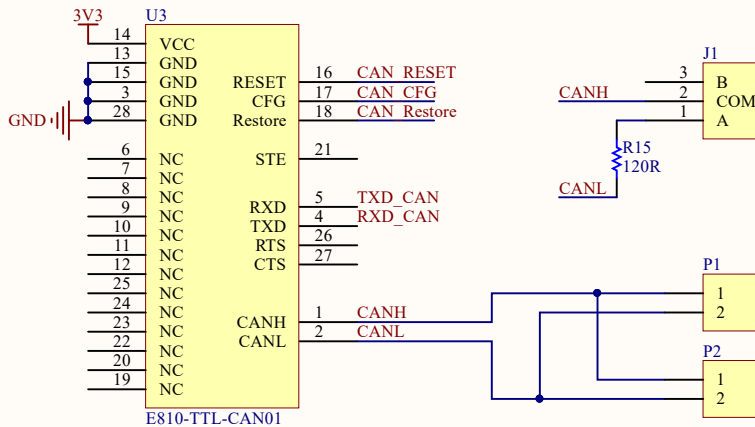 3V3
U3
14 VCC
13 GND
15 GND
3 GND
28 GND
GND
6 NC
7 NC
8 NC
9 NC
10 NC
11 NC
12 NC
25 NC
24 NC
23 NC
22 NC
20 NC
19 NC
RESET 16 CAN_RESET
CFG 17 CAN_CFG
Restore 18 CAN_Restore
STE 21
RXD 5 TXD_CAN
TXD 4 RXD_CAN
RTS 26
CTS 27
CANH 1 CANH
CANL 2 CANL
E810-TTL-CAN01
J1
3 B
CANH 2 COM
1 A
R15
120R
CANL
P1
1
2
P2
1
2